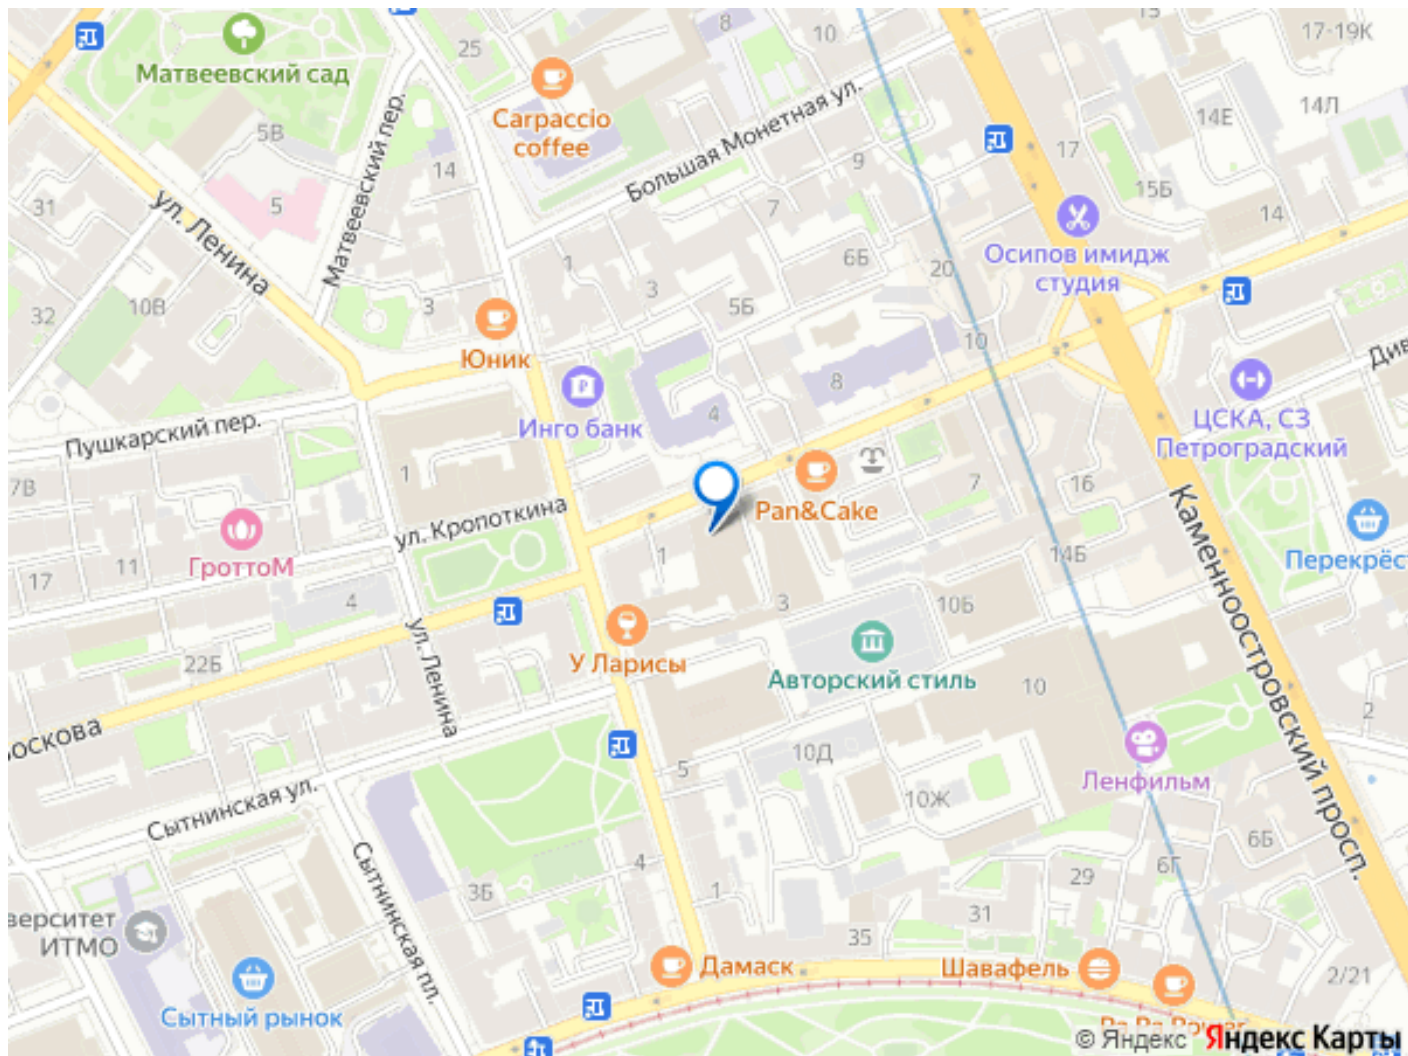 Матвеевский сад
25
8
10
15
17-19К
Carpaccio
coffee
Большая Монетная ул.
14Е
14Л
5В
Матвеевский пер.
14
9
17
15Б
31
5
ул. Ленина
7
14
Осипов имидж
студия
1
6Б
20
3
3
5Б
10В
32
Юник
10
Див
Инго банк
4
8
ЦСКА, СЗ
Петроградский
Пушкарский пер.
1
7В
ул. Кропоткина
Pan&Cake
7
16
Каменноостровский просп.
ГроттоМ
11
17
1
14Б
Перекрёс
4
3
10Б
У Ларисы
22Б
ул. Ленина
Авторский стиль
10
2
оскова
10Д
5
Ленфильм
Сытнинская ул.
10Ж
6Б
Сытнинская пл.
4
3Б
1
6Г
29
31
верситет
ИТМО
35
Дамаск
Шавафель
2/21
Сытный рынок
© Яндекс Яндекс Карты